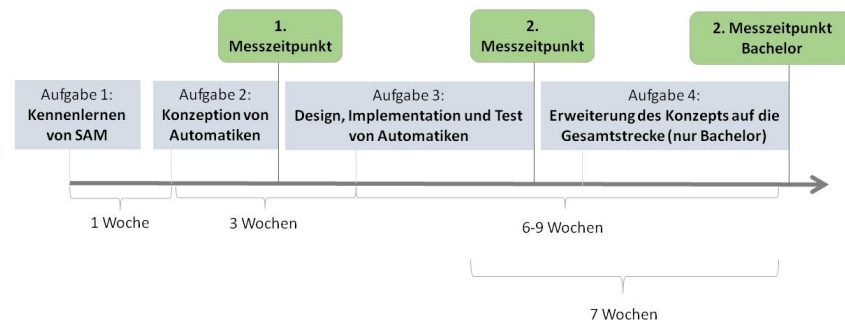 1.
Messzeitpunkt
2.
Messzeitpunkt
2. Messzeitpunkt
Bachelor
Aufgabe 1:
Kennenlernen
von SAM
Aufgabe 2:
Konzeption von
Automatiken
Aufgabe 3:
Design, Implementation und Test
von Automatiken
Aufgabe 4:
Erweiterung des Konzepts auf die
Gesamtstrecke (nur Bachelor)
1 Woche
3 Wochen
6-9 Wochen
7 Wochen